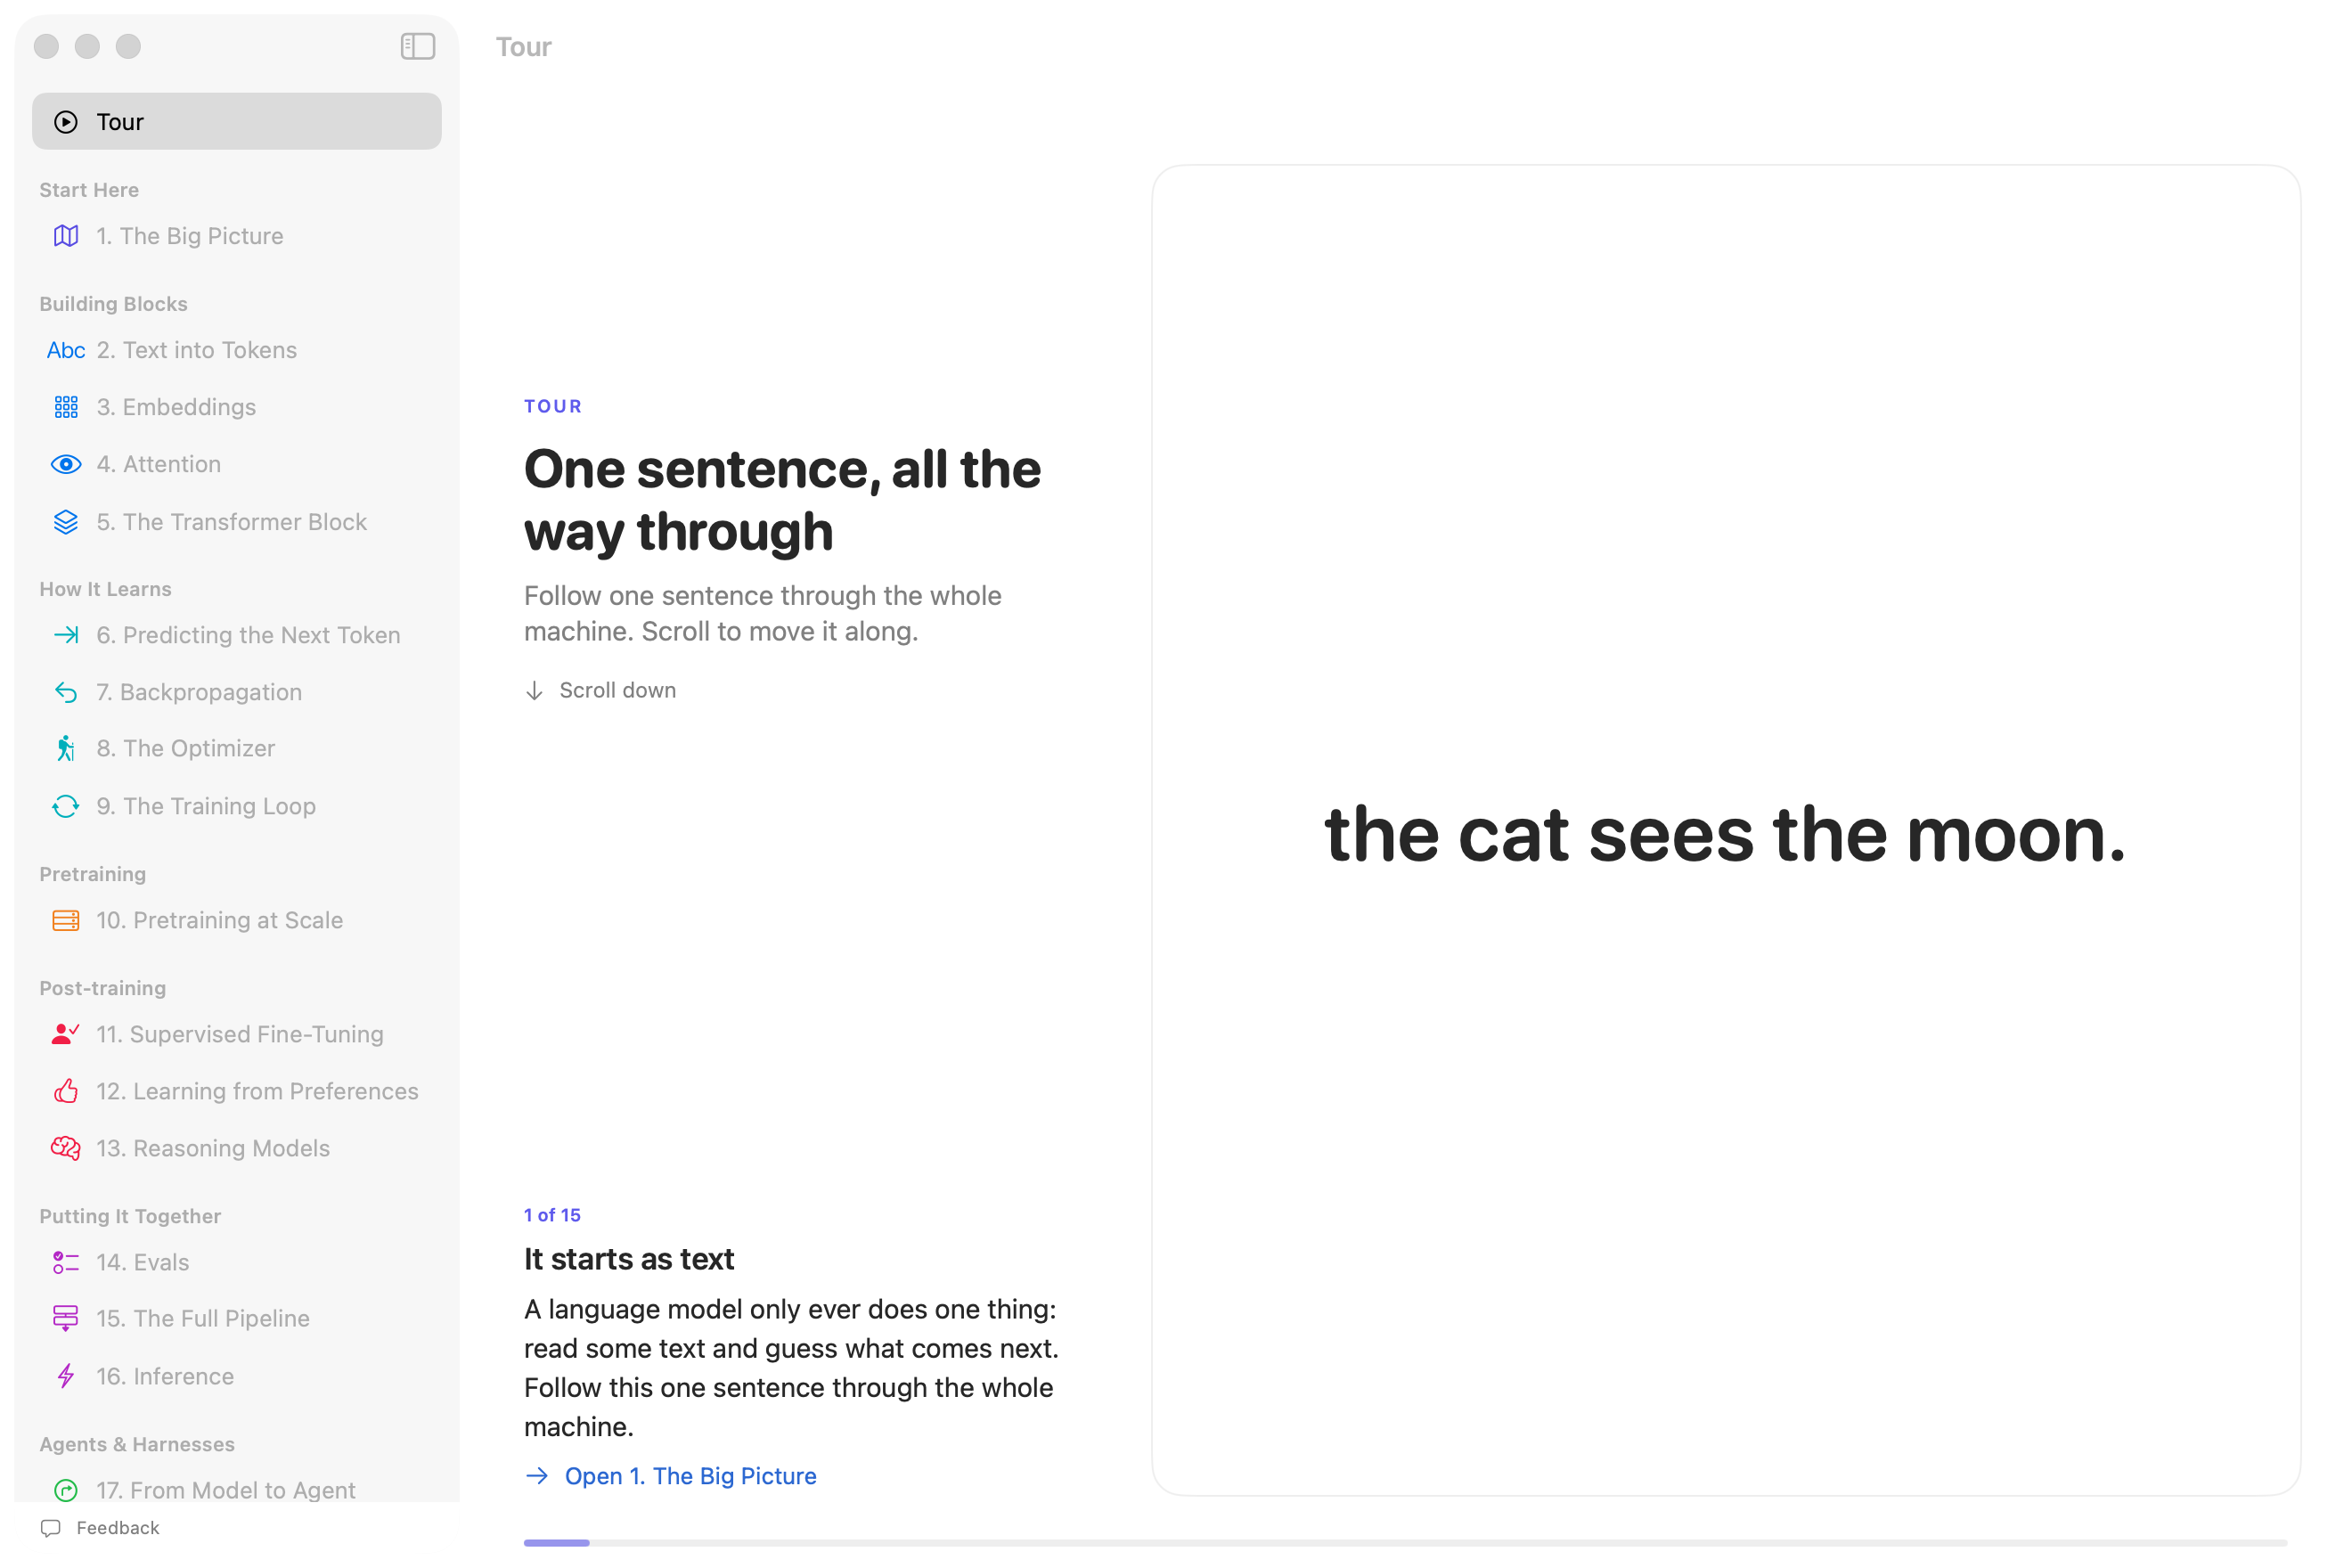 Tour
Tour
Start Here
1. The Big Picture
Building Blocks
Abc 2. Text into Tokens
3. Embeddings
4. Attention
5. The Transformer Block
How It Learns
6. Predicting the Next Token
7. Backpropagation
8. The Optimizer
9. The Training Loop
Pretraining
10. Pretraining at Scale
Post-training
11. Supervised Fine-Tuning
12. Learning from Preferences
13. Reasoning Models
Putting It Together
14. Evals
15. The Full Pipeline
16. Inference
Agents & Harnesses
17. From Model to Agent
Feedback
TOUR
One sentence, all the
way through
Follow one sentence through the whole
machine. Scroll to move it along.
Scroll down
1 of 15
It starts as text
A language model only ever does one thing:
read some text and guess what comes next.
Follow this one sentence through the whole
machine.
Open 1. The Big Picture
the cat sees the moon.